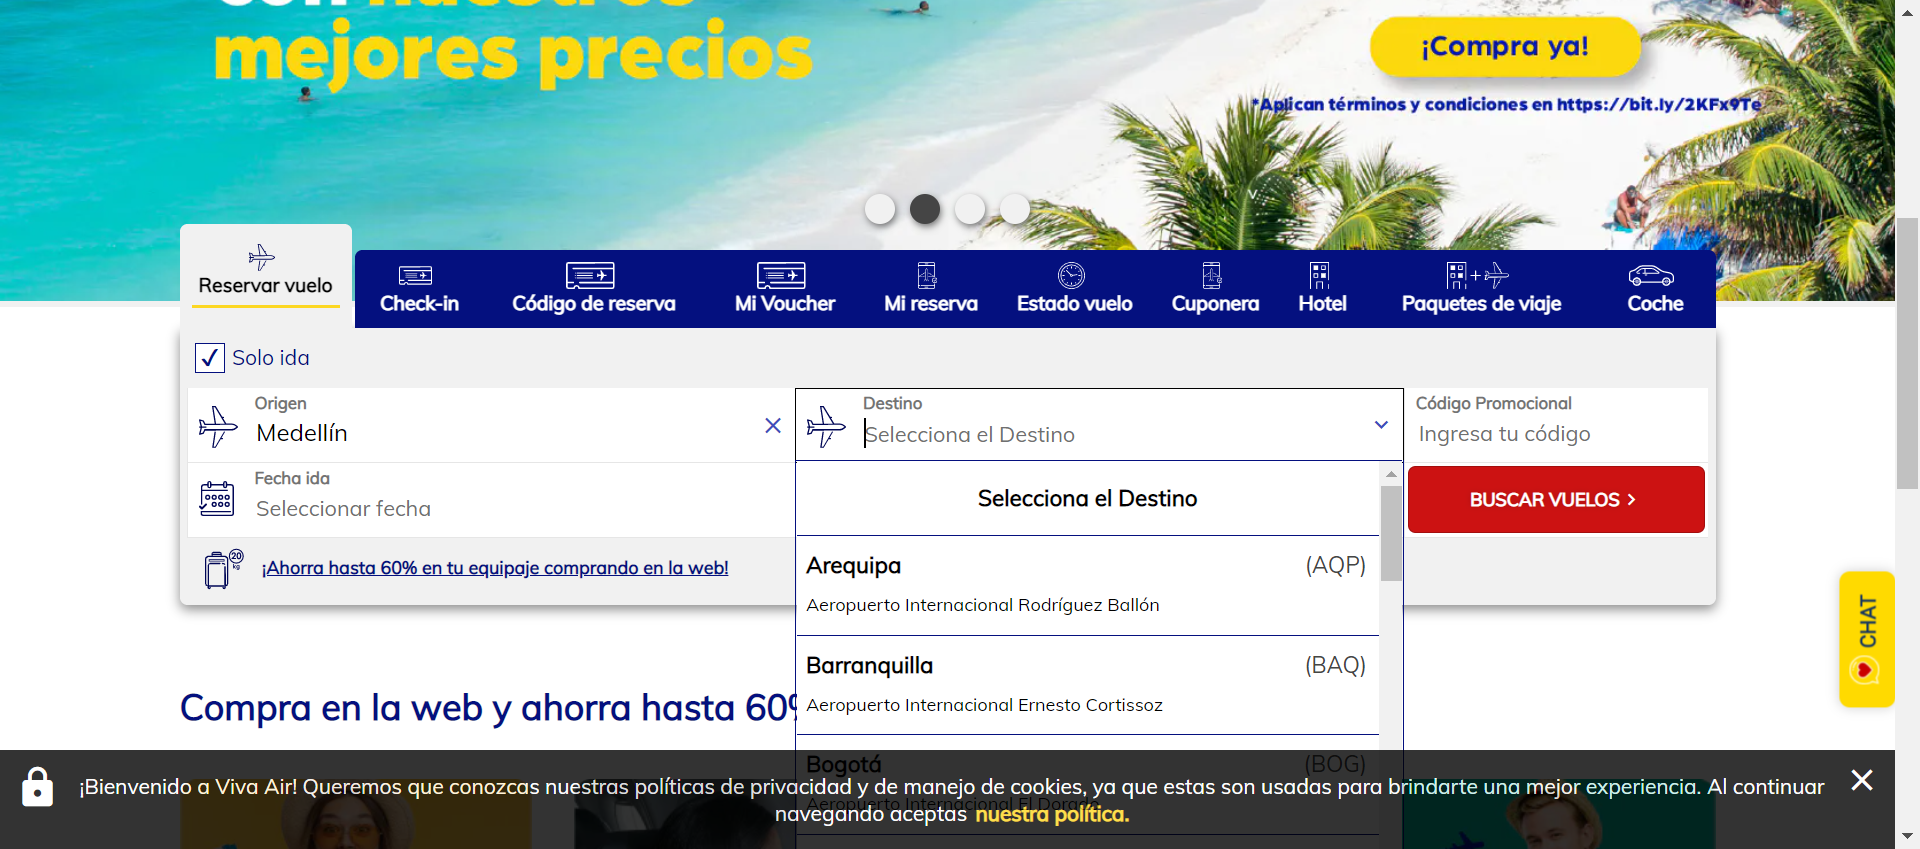 con nuestros
mejores precios
¡Compra ya!
*Aplican términos y condiciones en https://bit.ly/2KFx9Te
Reservar vuelo
Check-in
Código de reserva
Mi Voucher
Mi reserva
Estado vuelo
Cuponera
Hotel
Paquetes de viaje
Coche
Solo ida
Origen
Medellín
Destino
Selecciona el Destino
Código Promocional
Ingresa tu código
Fecha ida
Seleccionar fecha
BUSCAR VUELOS
20
kg
¡Ahorra hasta 60% en tu equipaje comprando en la web!
Selecciona el Destino
Arequipa (AQP)
Aeropuerto Internacional Rodríguez Ballón
Barranquilla (BAQ)
Aeropuerto Internacional Ernesto Cortissoz
Bogotá (BOG)
Aeropuerto Internacional El Dorado
CHAT
Compra en la web y ahorra hasta 60%
¡Bienvenido a Viva Air! Queremos que conozcas nuestras políticas de privacidad y de manejo de cookies, ya que estas son usadas para brindarte una mejor experiencia. Al continuar
navegando aceptas nuestra política.